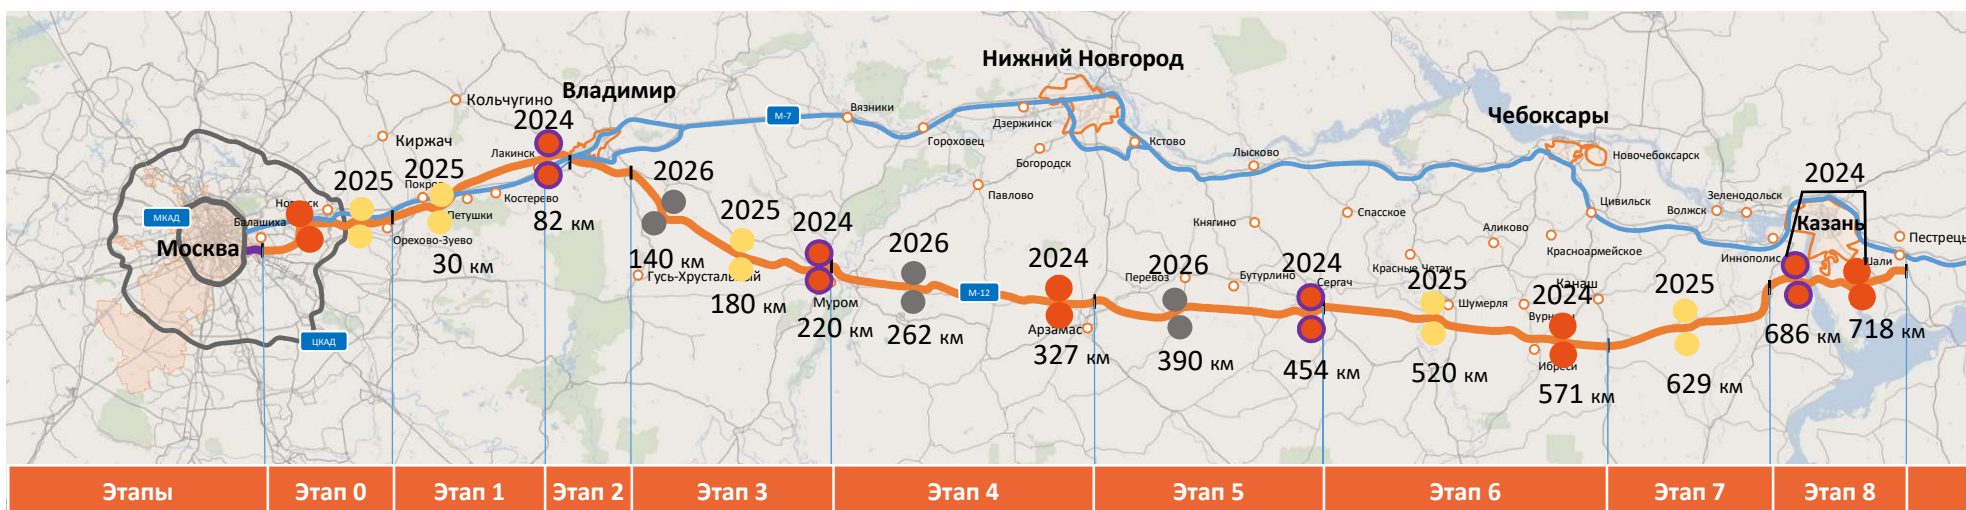 Нижний Новгород
Владимир
Кольчугино
2024
М-7
Вязники
Чебоксары
Дзержинск
Гороховец
Кстово
Киржач
Лакинск
Богородск
Лысково
Новочебоксарск
2025
2025
2026
2024
Покров
Костерево
Павлово
Зеленодольск
МКАД
Балашиха
Петушки
82 км
2025
2024
Княгино
Спасское
Цивильск
Волжск
Казань
Москва
Орехово-Зуево
Аликово
Красноармейское
Пестрецы
30 км
140 км
2026
2024
2026
2024
Иннополис
Шали
Гусь-Хрустальный
Перевоз
Бутурлино
Сергач
Красные Четаи
2025
2024
Канаш
2025
180 км
Муром
М-12
Шумерля
Вурнары
220 км
262 км
Арзамас
686 км
718 км
ЦКАД
327 км
390 км
454 км
520 км
Ибреси
571 км
629 км
Этапы
Этап 0
Этап 1
Этап 2
Этап 3
Этап 4
Этап 5
Этап 6
Этап 7
Этап 8